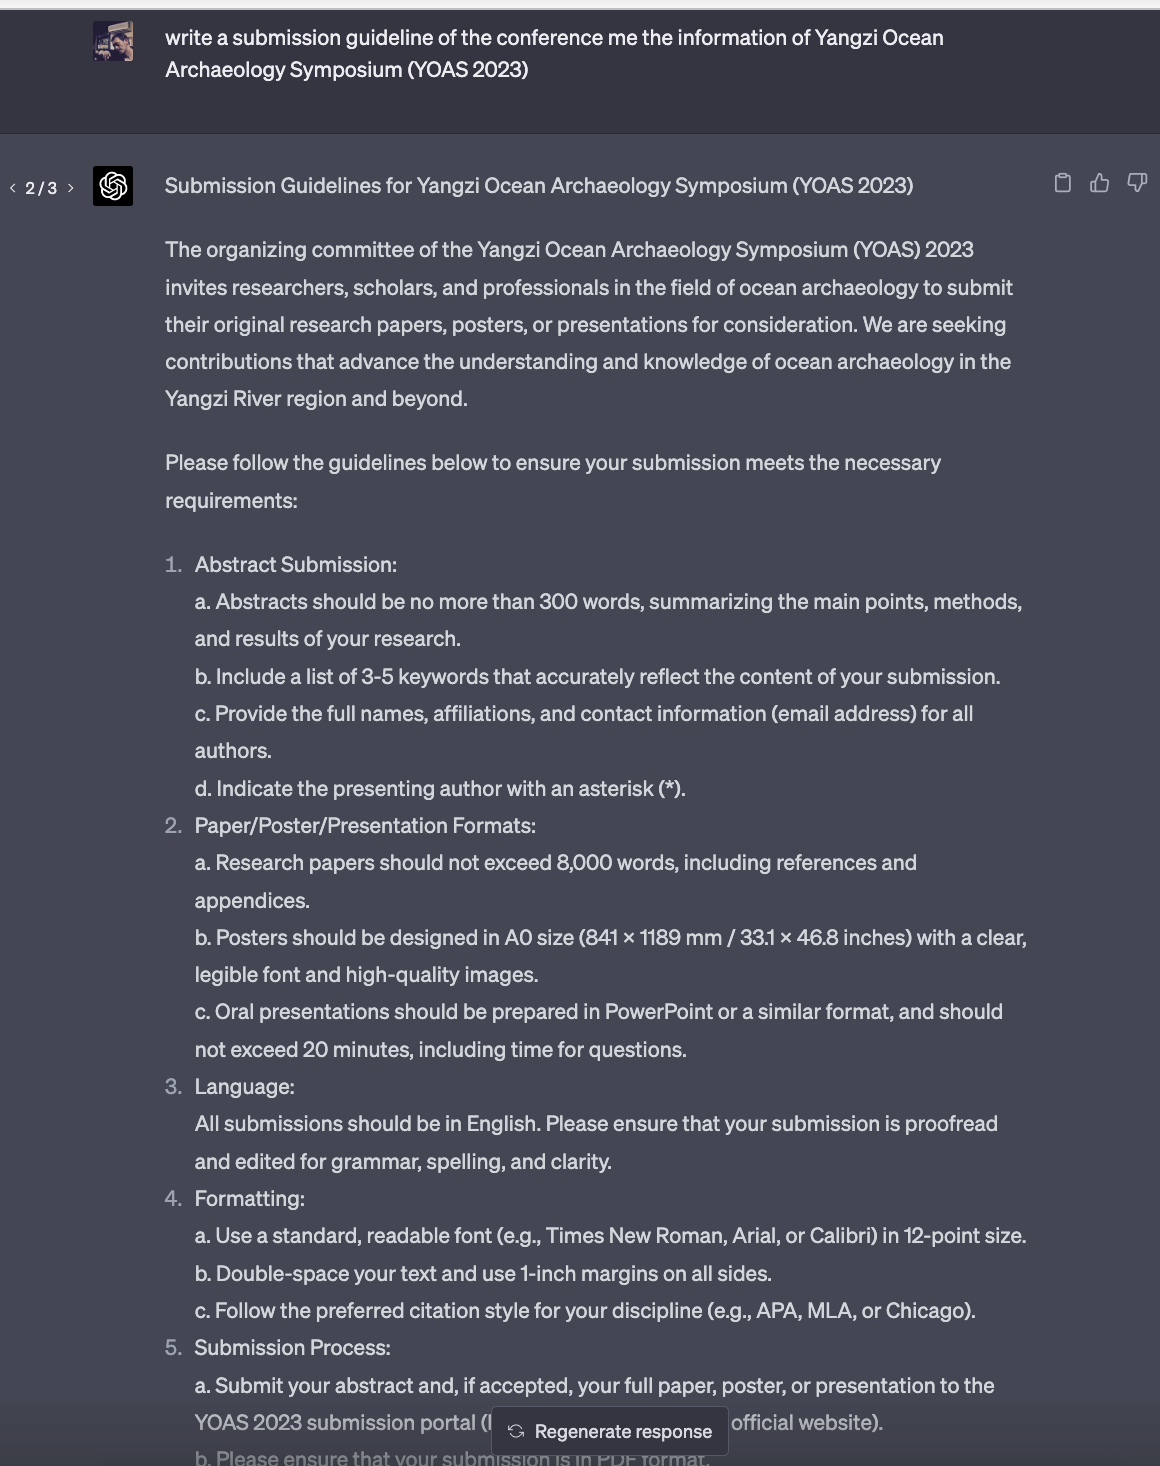 write a submission guideline of the conference me the information of Yangzi Ocean
Archaeology Symposium (YOAS 2023)
< 2 / 3 >
Submission Guidelines for Yangzi Ocean Archaeology Symposium (YOAS 2023)
The organizing committee of the Yangzi Ocean Archaeology Symposium (YOAS) 2023
invites researchers, scholars, and professionals in the field of ocean archaeology to submit
their original research papers, posters, or presentations for consideration. We are seeking
contributions that advance the understanding and knowledge of ocean archaeology in the
Yangzi River region and beyond.
Please follow the guidelines below to ensure your submission meets the necessary
requirements:
1. Abstract Submission:
a. Abstracts should be no more than 300 words, summarizing the main points, methods,
and results of your research.
b. Include a list of 3-5 keywords that accurately reflect the content of your submission.
c. Provide the full names, affiliations, and contact information (email address) for all
authors.
d. Indicate the presenting author with an asterisk (*).
2. Paper/Poster/Presentation Formats:
a. Research papers should not exceed 8,000 words, including references and
appendices.
b. Posters should be designed in A0 size (841 × 1189 mm / 33.1 × 46.8 inches) with a clear,
legible font and high-quality images.
c. Oral presentations should be prepared in PowerPoint or a similar format, and should
not exceed 20 minutes, including time for questions.
3. Language:
All submissions should be in English. Please ensure that your submission is proofread
and edited for grammar, spelling, and clarity.
4. Formatting:
a. Use a standard, readable font (e.g., Times New Roman, Arial, or Calibri) in 12-point size.
b. Double-space your text and use 1-inch margins on all sides.
c. Follow the preferred citation style for your discipline (e.g., APA, MLA, or Chicago).
5. Submission Process:
a. Submit your abstract and, if accepted, your full paper, poster, or presentation to the
YOAS 2023 submission portal ( official website).
Regenerate response
b. Please ensure that your submission is in PDF format.